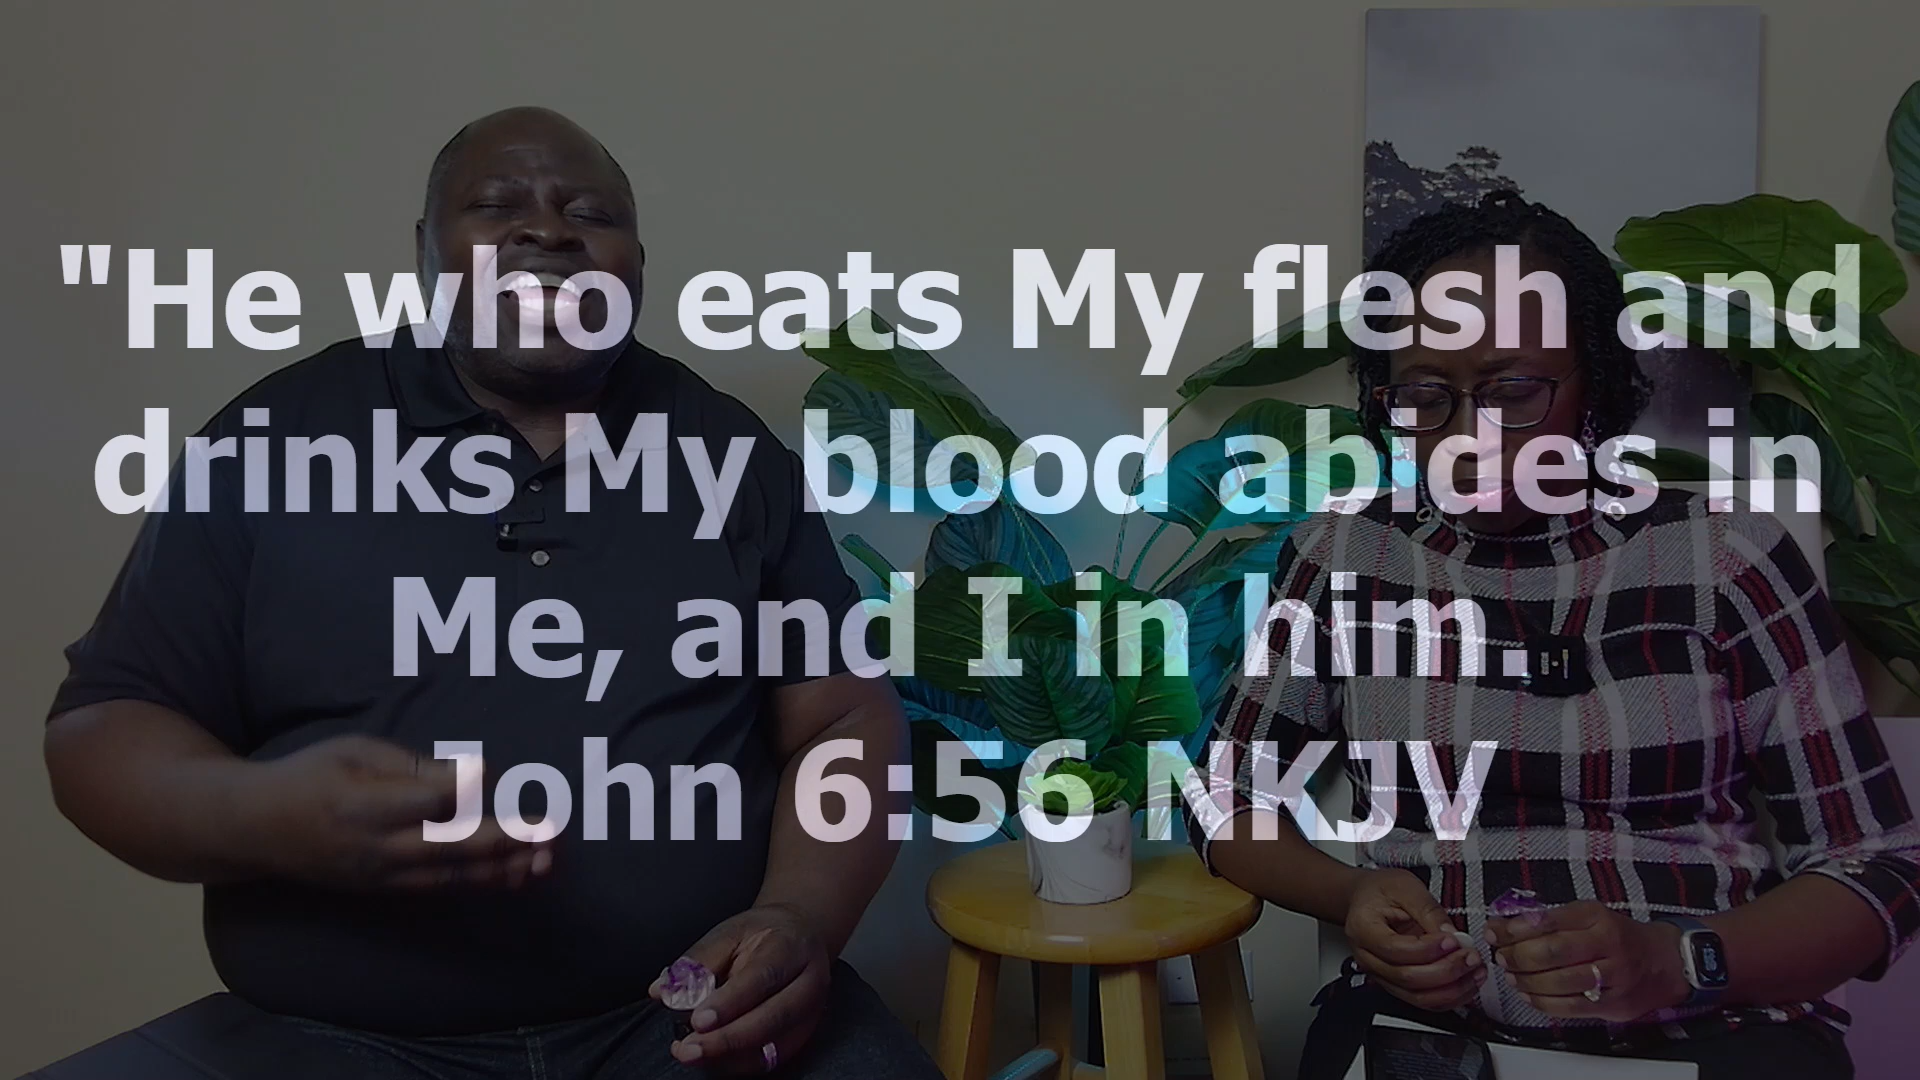 "He who eats My flesh and
drinks My blood abides in
Me, and I in him.
John 6:56 NKJV